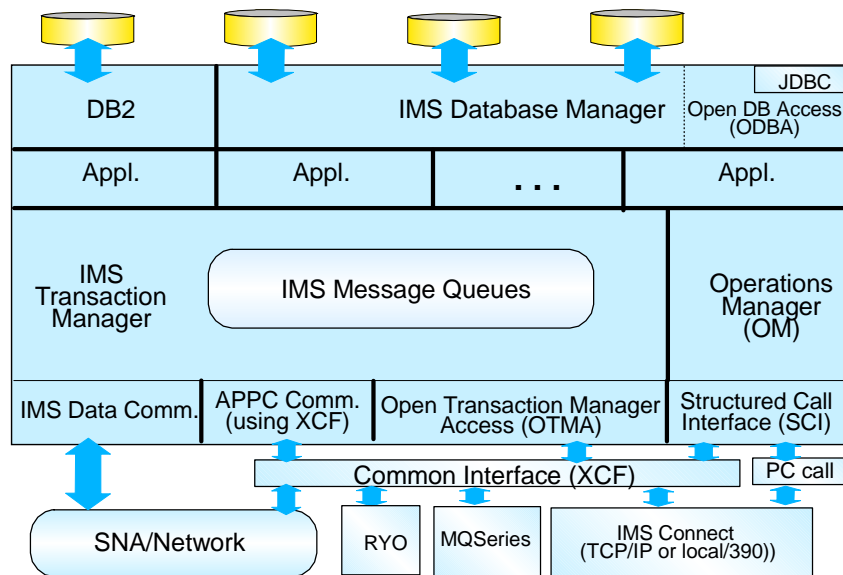 JDBC
DB2
IMS Database Manager
Open DB Access
(ODBA)
Appl.
Appl.
. . .
Appl.
IMS
Transaction
Manager
IMS Message Queues
Operations
Manager
(OM)
IMS Data Comm.
APPC Comm.
(using XCF)
Open Transaction Manager
Access (OTMA)
Structured Call
Interface (SCI)
Common Interface (XCF)
PC call
SNA/Network
RYO
MQSeries
IMS Connect
(TCP/IP or local/390))